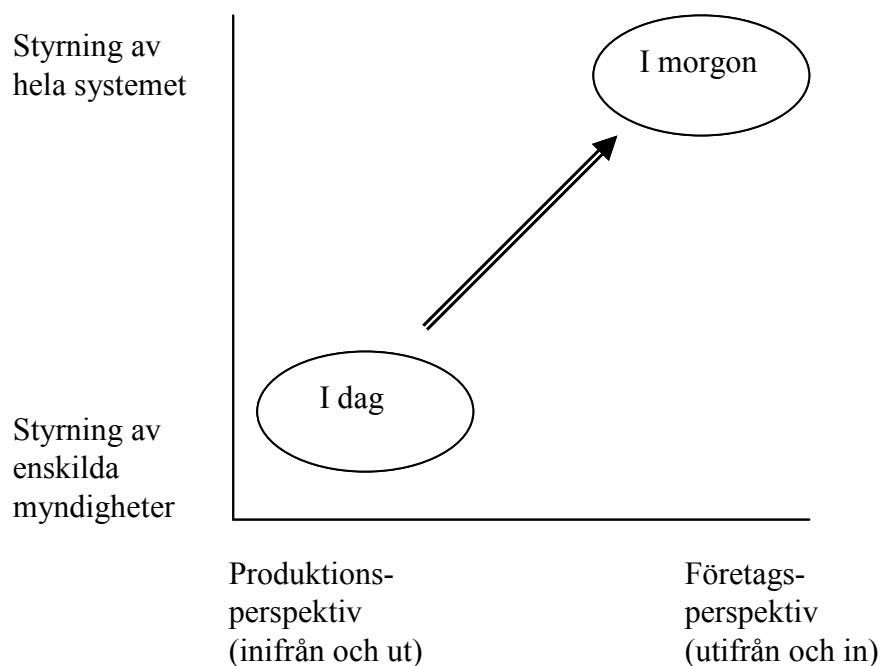 Styrning av
hela systemet
I morgon
I dag
Styrning av
enskilda
myndigheter
Produktions-
perspektiv
(inifrån och ut)
Företags-
perspektiv
(utifrån och in)